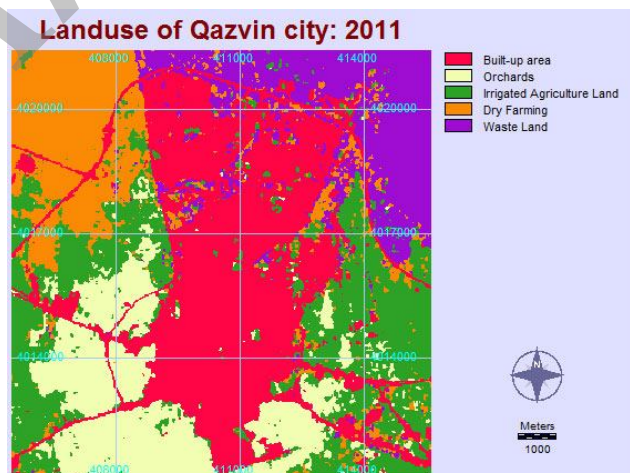 Landuse of Qazvin city: 2011
408000 411000 414000
Built-up area
Orchards
Irrigated Agriculture Land
Dry Farming
Waste Land
4020000 4020000
4017000 4017000
4014000 4014000
Meters
1000
408000 411000 414000